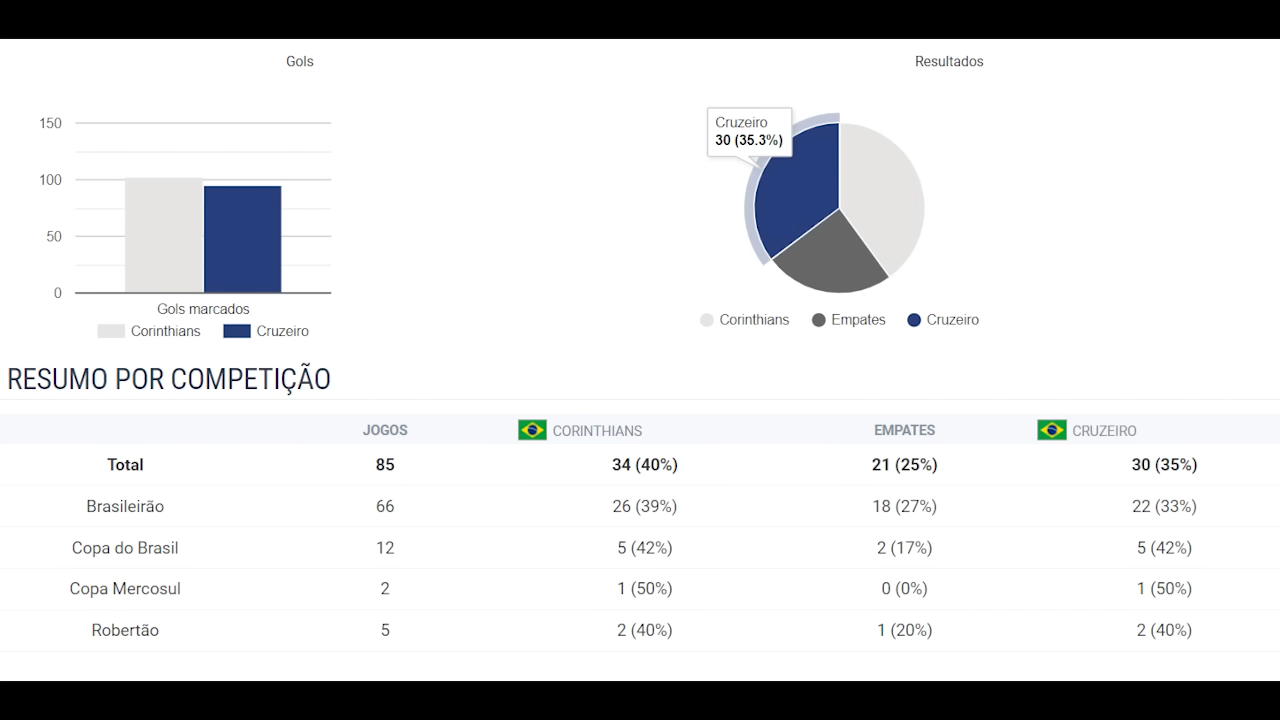 Gols
150
100
50
0
Gols marcados
Corinthians Cruzeiro
Resultados
Cruzeiro
30 (35.3%)
Corinthians Empates Cruzeiro
RESUMO POR COMPETIÇÃO
JOGOS CORINTHIANS EMPATES CRUZEIRO
Total 85 34 (40%) 21 (25%) 30 (35%)
Brasileirão 66 26 (39%) 18 (27%) 22 (33%)
Copa do Brasil 12 5 (42%) 2 (17%) 5 (42%)
Copa Mercosul 2 1 (50%) 0 (0%) 1 (50%)
Robertão 5 2 (40%) 1 (20%) 2 (40%)